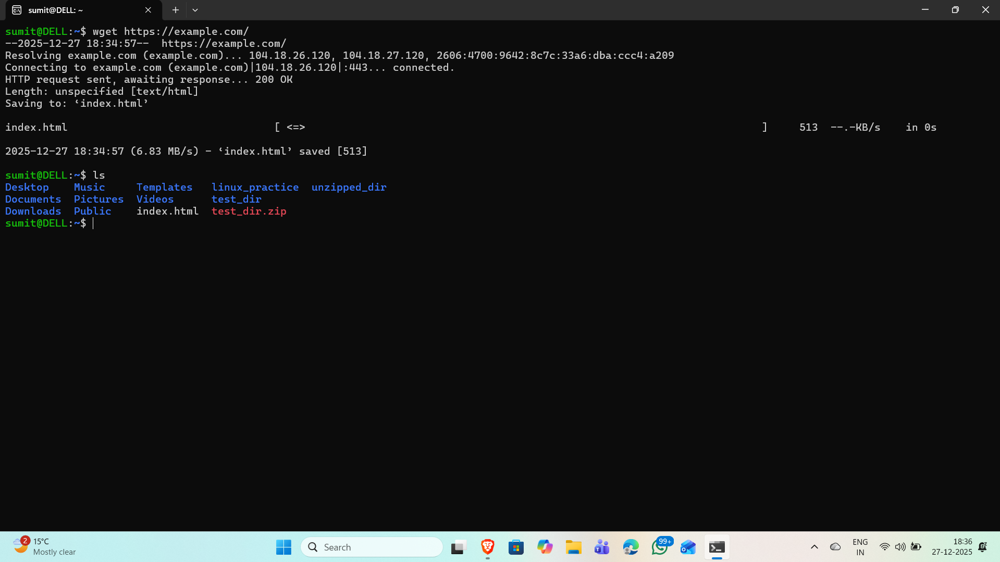 sumit@DELL: ~
sumit@DELL:~$ wget https://example.com/
--2025-12-27 18:34:57--  https://example.com/
Resolving example.com (example.com)... 104.18.26.120, 104.18.27.120, 2606:4700:9642:8c7c:33a6:dba:ccc4:a209
Connecting to example.com (example.com)|104.18.26.120|:443... connected.
HTTP request sent, awaiting response... 200 OK
Length: unspecified [text/html]
Saving to: ‘index.html’
index.html [ <=> ] 513 --.-KB/s in 0s
2025-12-27 18:34:57 (6.83 MB/s) - ‘index.html’ saved [513]
sumit@DELL:~$ ls
Desktop Music Templates linux_practice unzipped_dir
Documents Pictures Videos test_dir
Downloads Public index.html test_dir.zip
sumit@DELL:~$
2 15°C
Mostly clear
Search
99+
ENG
IN
18:36
27-12-2025